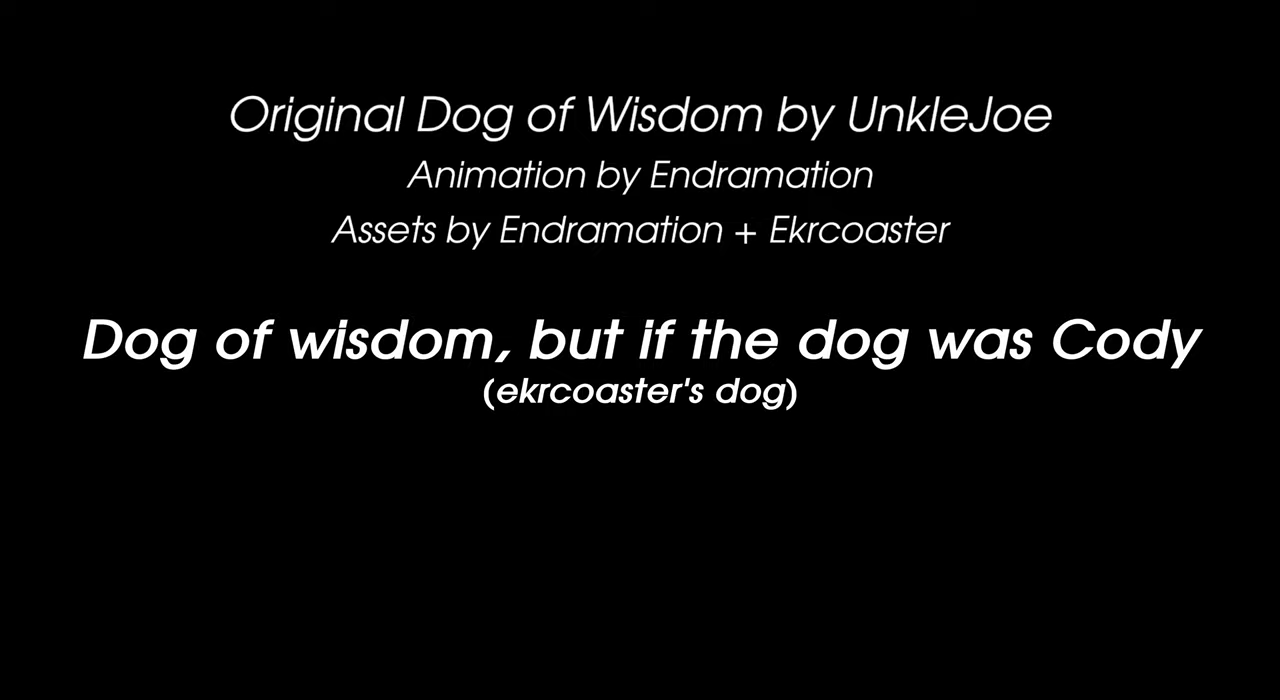 Original Dog of Wisdom by UnkleJoe
Animation by Endramation
Assets by Endramation + Ekrcoaster
Dog of wisdom, but if the dog was Cody
(ekrcoaster's dog)